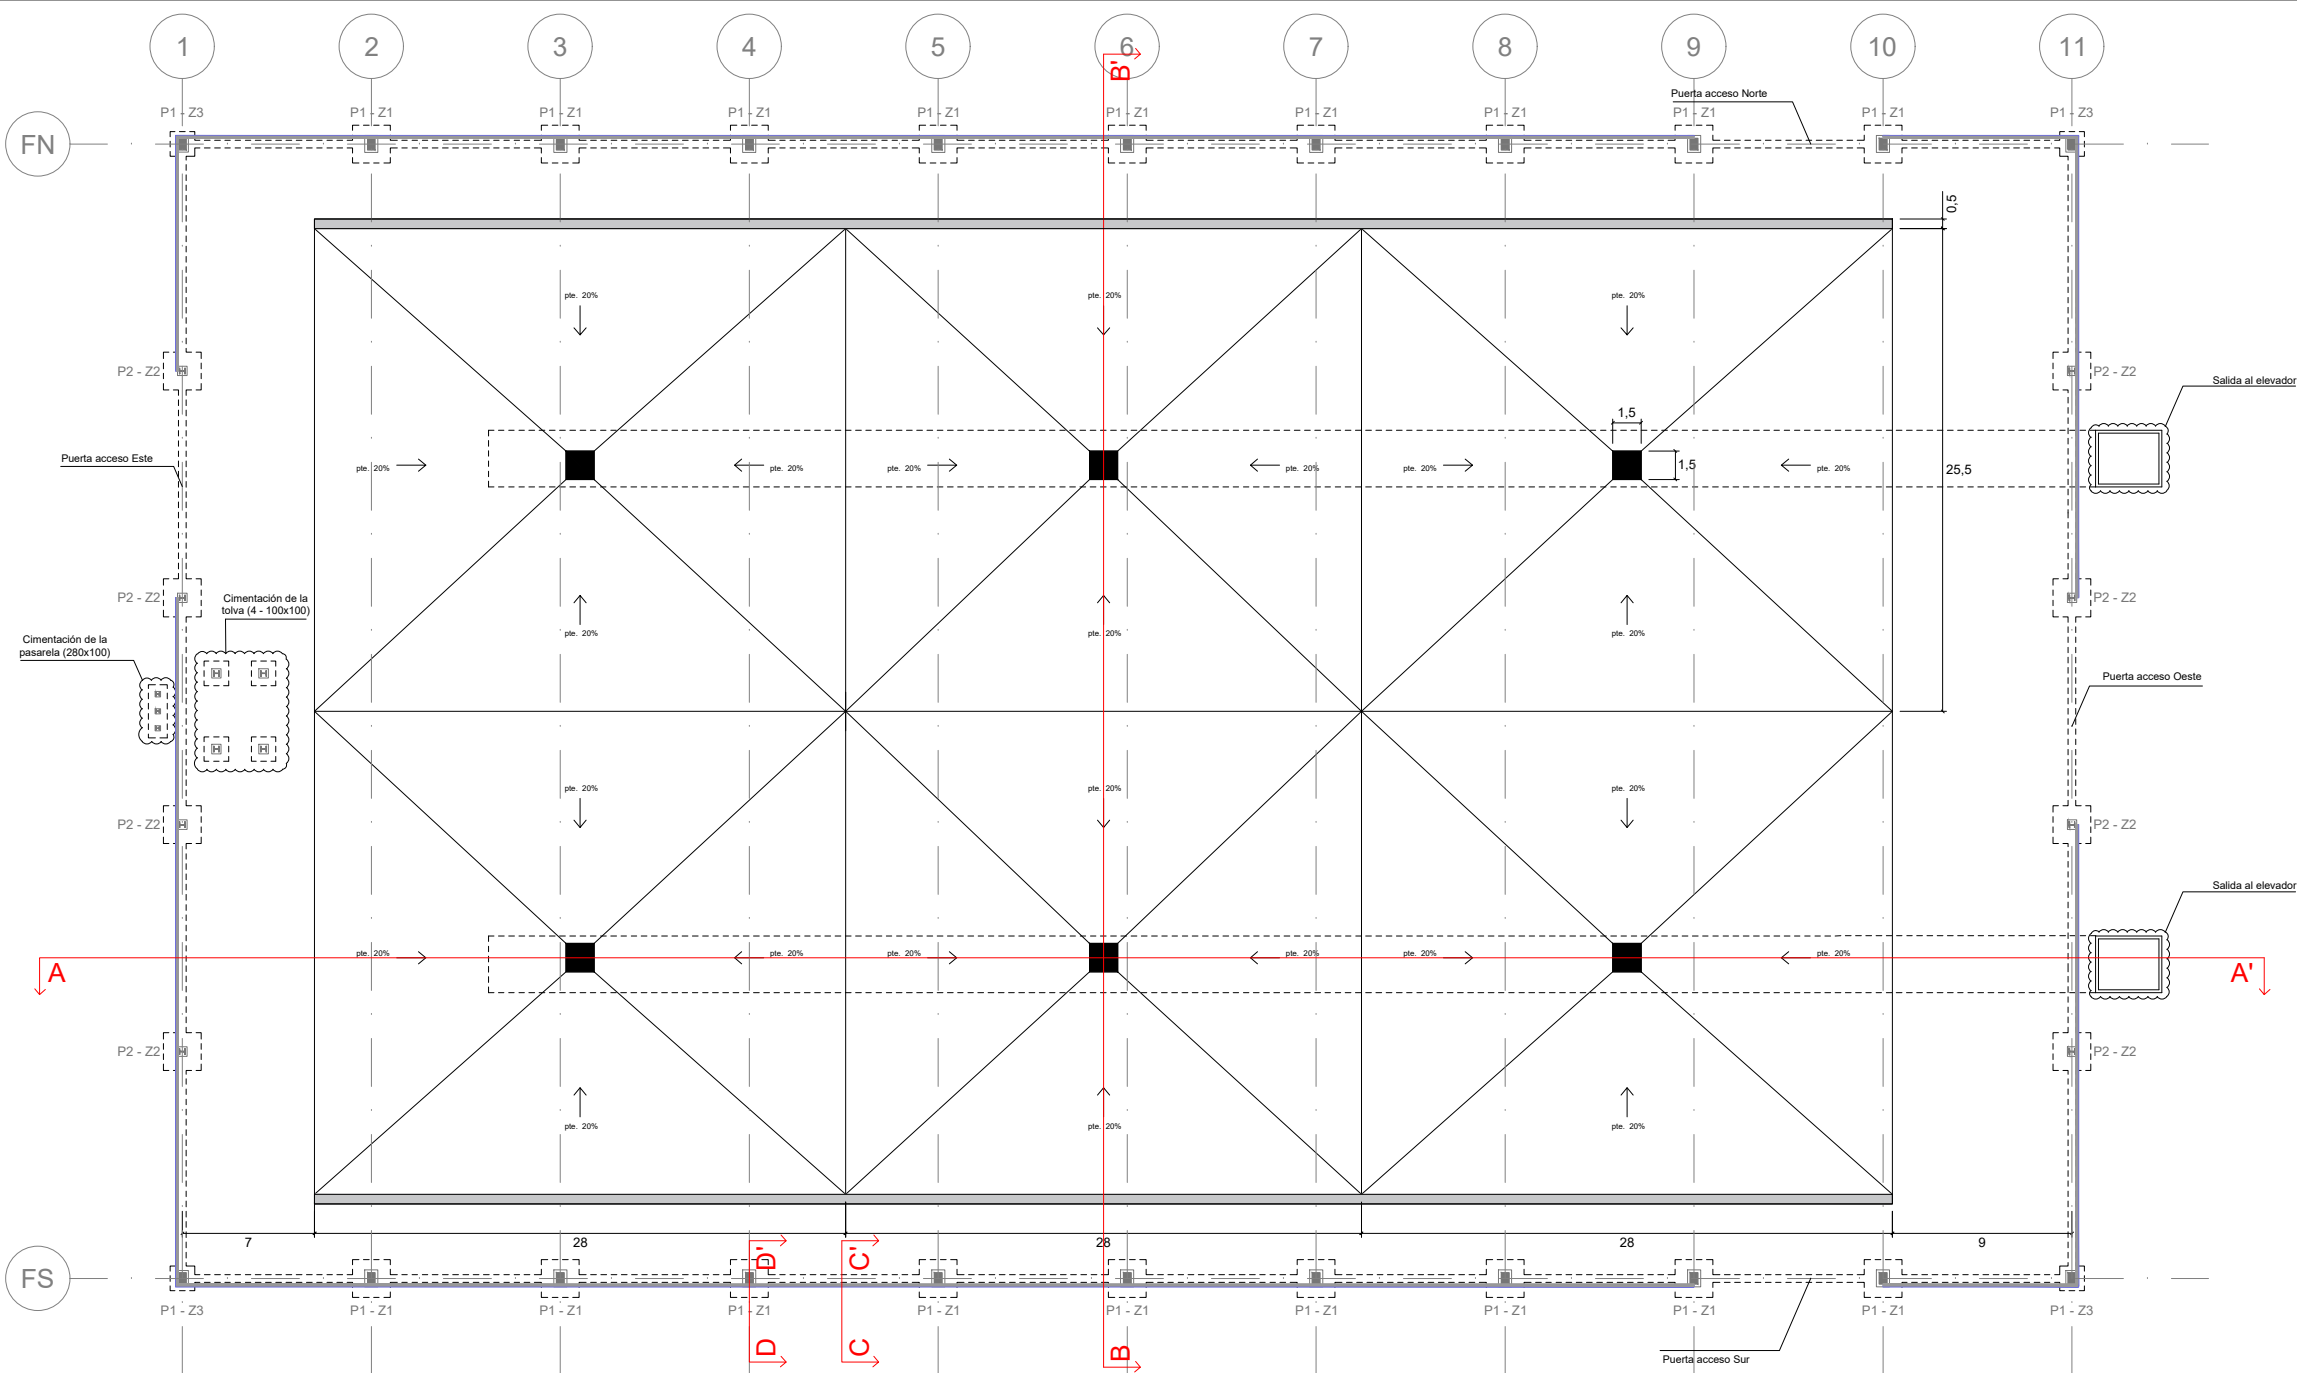 1 2 3 4 5 6 7 8 9 10 11
B'
Puerta acceso Norte
P1 - Z3 P1 - Z1 P1 - Z1 P1 - Z1 P1 - Z1 P1 - Z1 P1 - Z1 P1 - Z1 P1 - Z1 P1 - Z1 P1 - Z3
FN
0,5
pte. 20% pte. 20% pte. 20%
P2 - Z2 P2 - Z2
Salida al elevador
1,5
Puerta acceso Este
1,5
pte. 20% pte. 20% pte. 20% pte. 20% pte. 20% pte. 20%
25,5
P2 - Z2 P2 - Z2
Cimentación de la
tolva (4 - 100x100)
pte. 20% pte. 20% pte. 20%
Cimentación de la
pasarela (280x100)
Puerta acceso Oeste
pte. 20% pte. 20% pte. 20%
P2 - Z2 P2 - Z2
Salida al elevador
pte. 20% pte. 20% pte. 20% pte. 20% pte. 20% pte. 20%
A A'
P2 - Z2 P2 - Z2
pte. 20% pte. 20% pte. 20%
7 28 28 28 9
D' C'
FS
P1 - Z3 P1 - Z1 P1 - Z1 P1 - Z1 P1 - Z1 P1 - Z1 P1 - Z1 P1 - Z1 P1 - Z1 P1 - Z1 P1 - Z3
D C B
Puerta acceso Sur